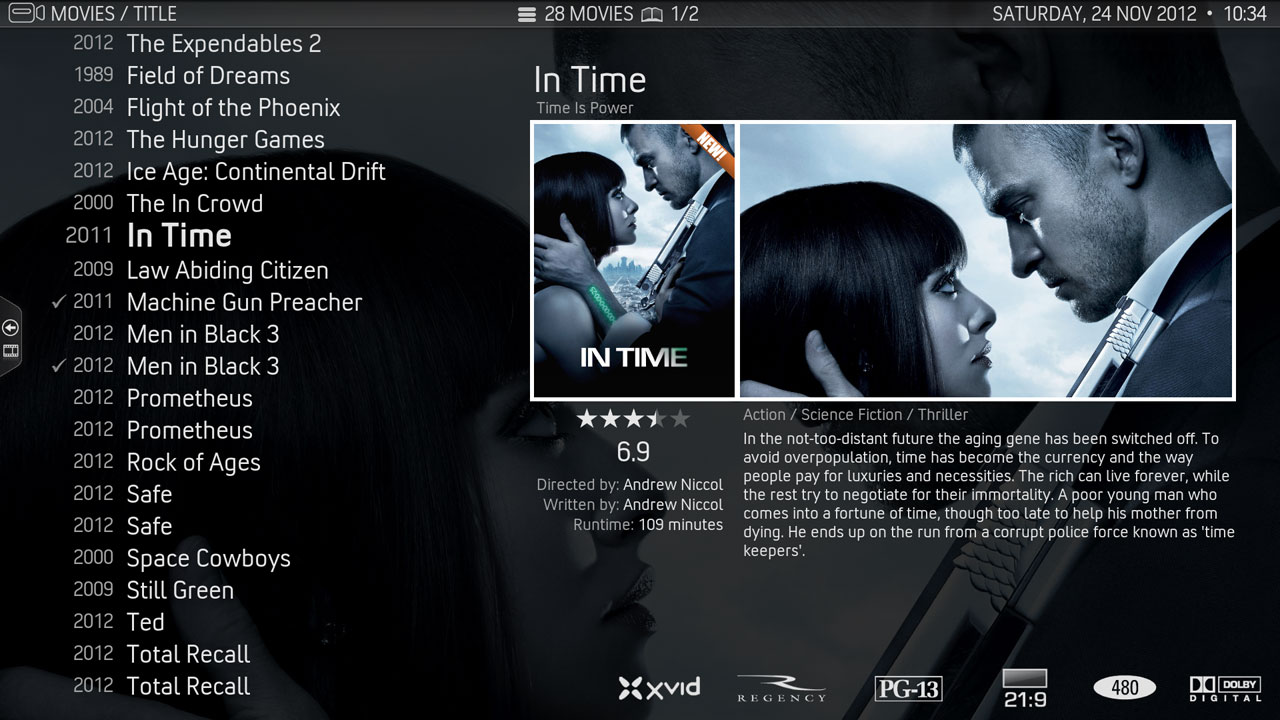 MOVIES / TITLE
28 MOVIES 1/2
SATURDAY, 24 NOV 2012 • 10:34
2012 The Expendables 2
1989 Field of Dreams
2004 Flight of the Phoenix
2012 The Hunger Games
2012 Ice Age: Continental Drift
2000 The In Crowd
2011 In Time
2009 Law Abiding Citizen
✓ 2011 Machine Gun Preacher
2012 Men in Black 3
✓ 2012 Men in Black 3
2012 Prometheus
2012 Prometheus
2012 Rock of Ages
2012 Safe
2012 Safe
2000 Space Cowboys
2009 Still Green
2012 Ted
2012 Total Recall
2012 Total Recall
In Time
Time Is Power
NEW!
IN TIME
6.9
Directed by: Andrew Niccol
Written by: Andrew Niccol
Runtime: 109 minutes
Action / Science Fiction / Thriller
In the not-too-distant future the aging gene has been switched off. To
avoid overpopulation, time has become the currency and the way
people pay for luxuries and necessities. The rich can live forever, while
the rest try to negotiate for their immortality. A poor young man who
comes into a fortune of time, though too late to help his mother from
dying. He ends up on the run from a corrupt police force known as 'time
keepers'.
xvid
REGENCY
PG-13
21:9
480
DOLBY
DIGITAL